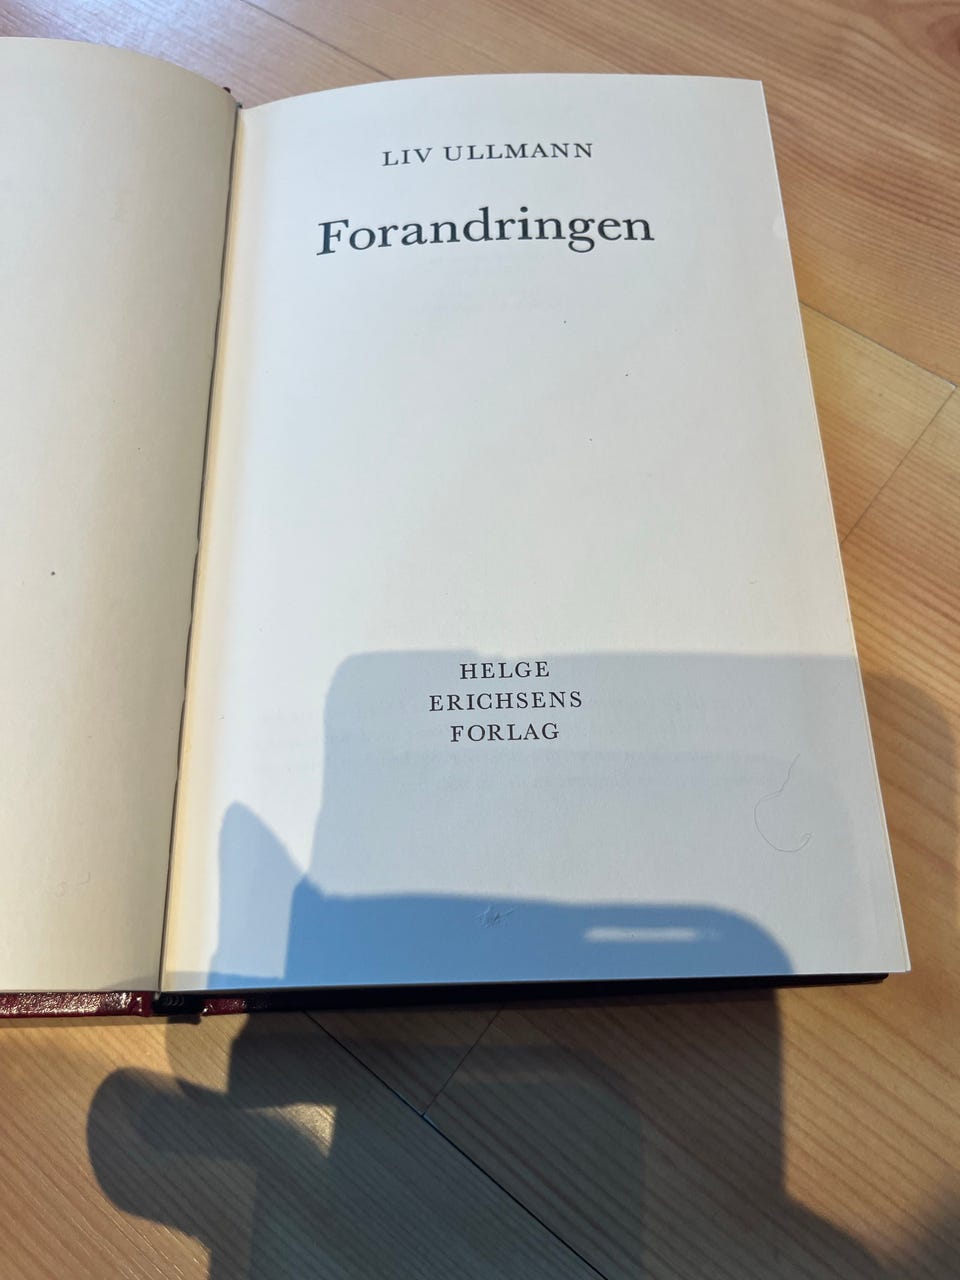 LIV ULLMANN
Forandringen
HELGE
ERICHSENS
FORLAG